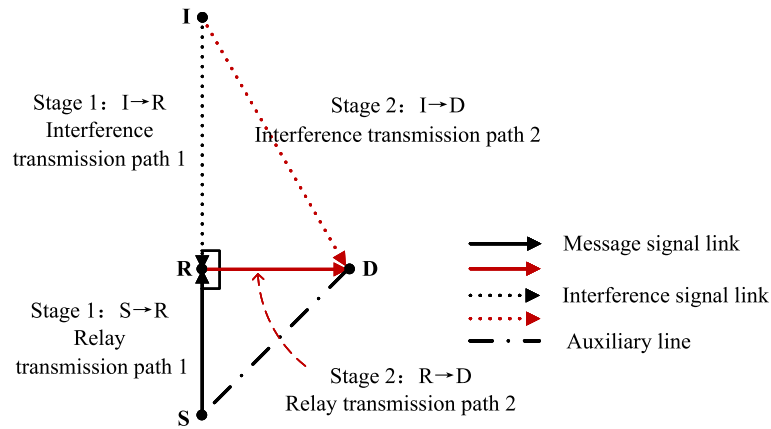 I
Stage 1：I→R
Interference
transmission path 1
Stage 2：I→D
Interference transmission path 2
R
D
Message signal link
Interference signal link
Auxiliary line
Stage 1：S→R
Relay
transmission path 1
Stage 2：R→D
Relay transmission path 2
S